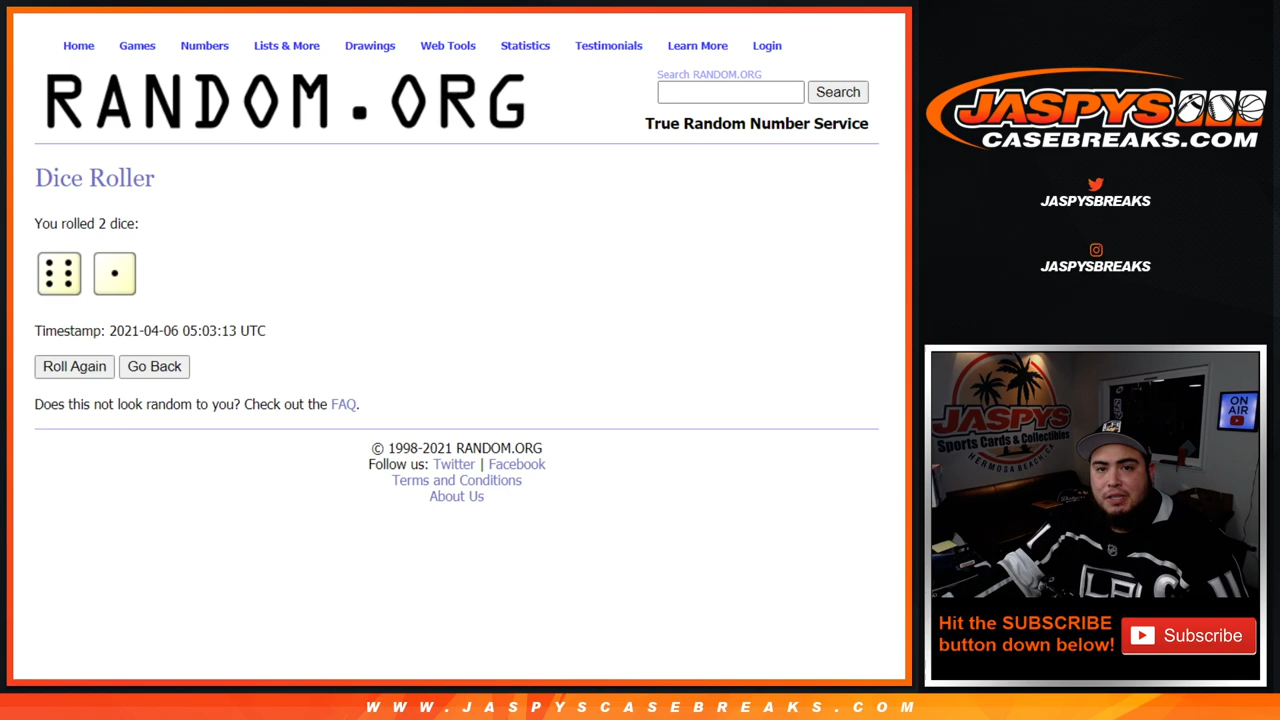 Home Games Numbers Lists & More Drawings Web Tools Statistics Testimonials Learn More Login
RANDOM.ORG
Search RANDOM.ORG
Search
True Random Number Service
Dice Roller
You rolled 2 dice:
Timestamp: 2021-04-06 05:03:13 UTC
Roll Again Go Back
Does this not look random to you? Check out the FAQ.
© 1998-2021 RANDOM.ORG
Follow us: Twitter | Facebook
Terms and Conditions
About Us
JASPYS
CASEBREAKS.COM
JASPYSBREAKS
JASPYSBREAKS
JASPYS
Sports Cards & Collectibles
HERMOSA BEACH, CA
ON
AIR
LA
Hit the SUBSCRIBE
button down below!
Subscribe
WWW.JASPYSCASEBREAKS.COM